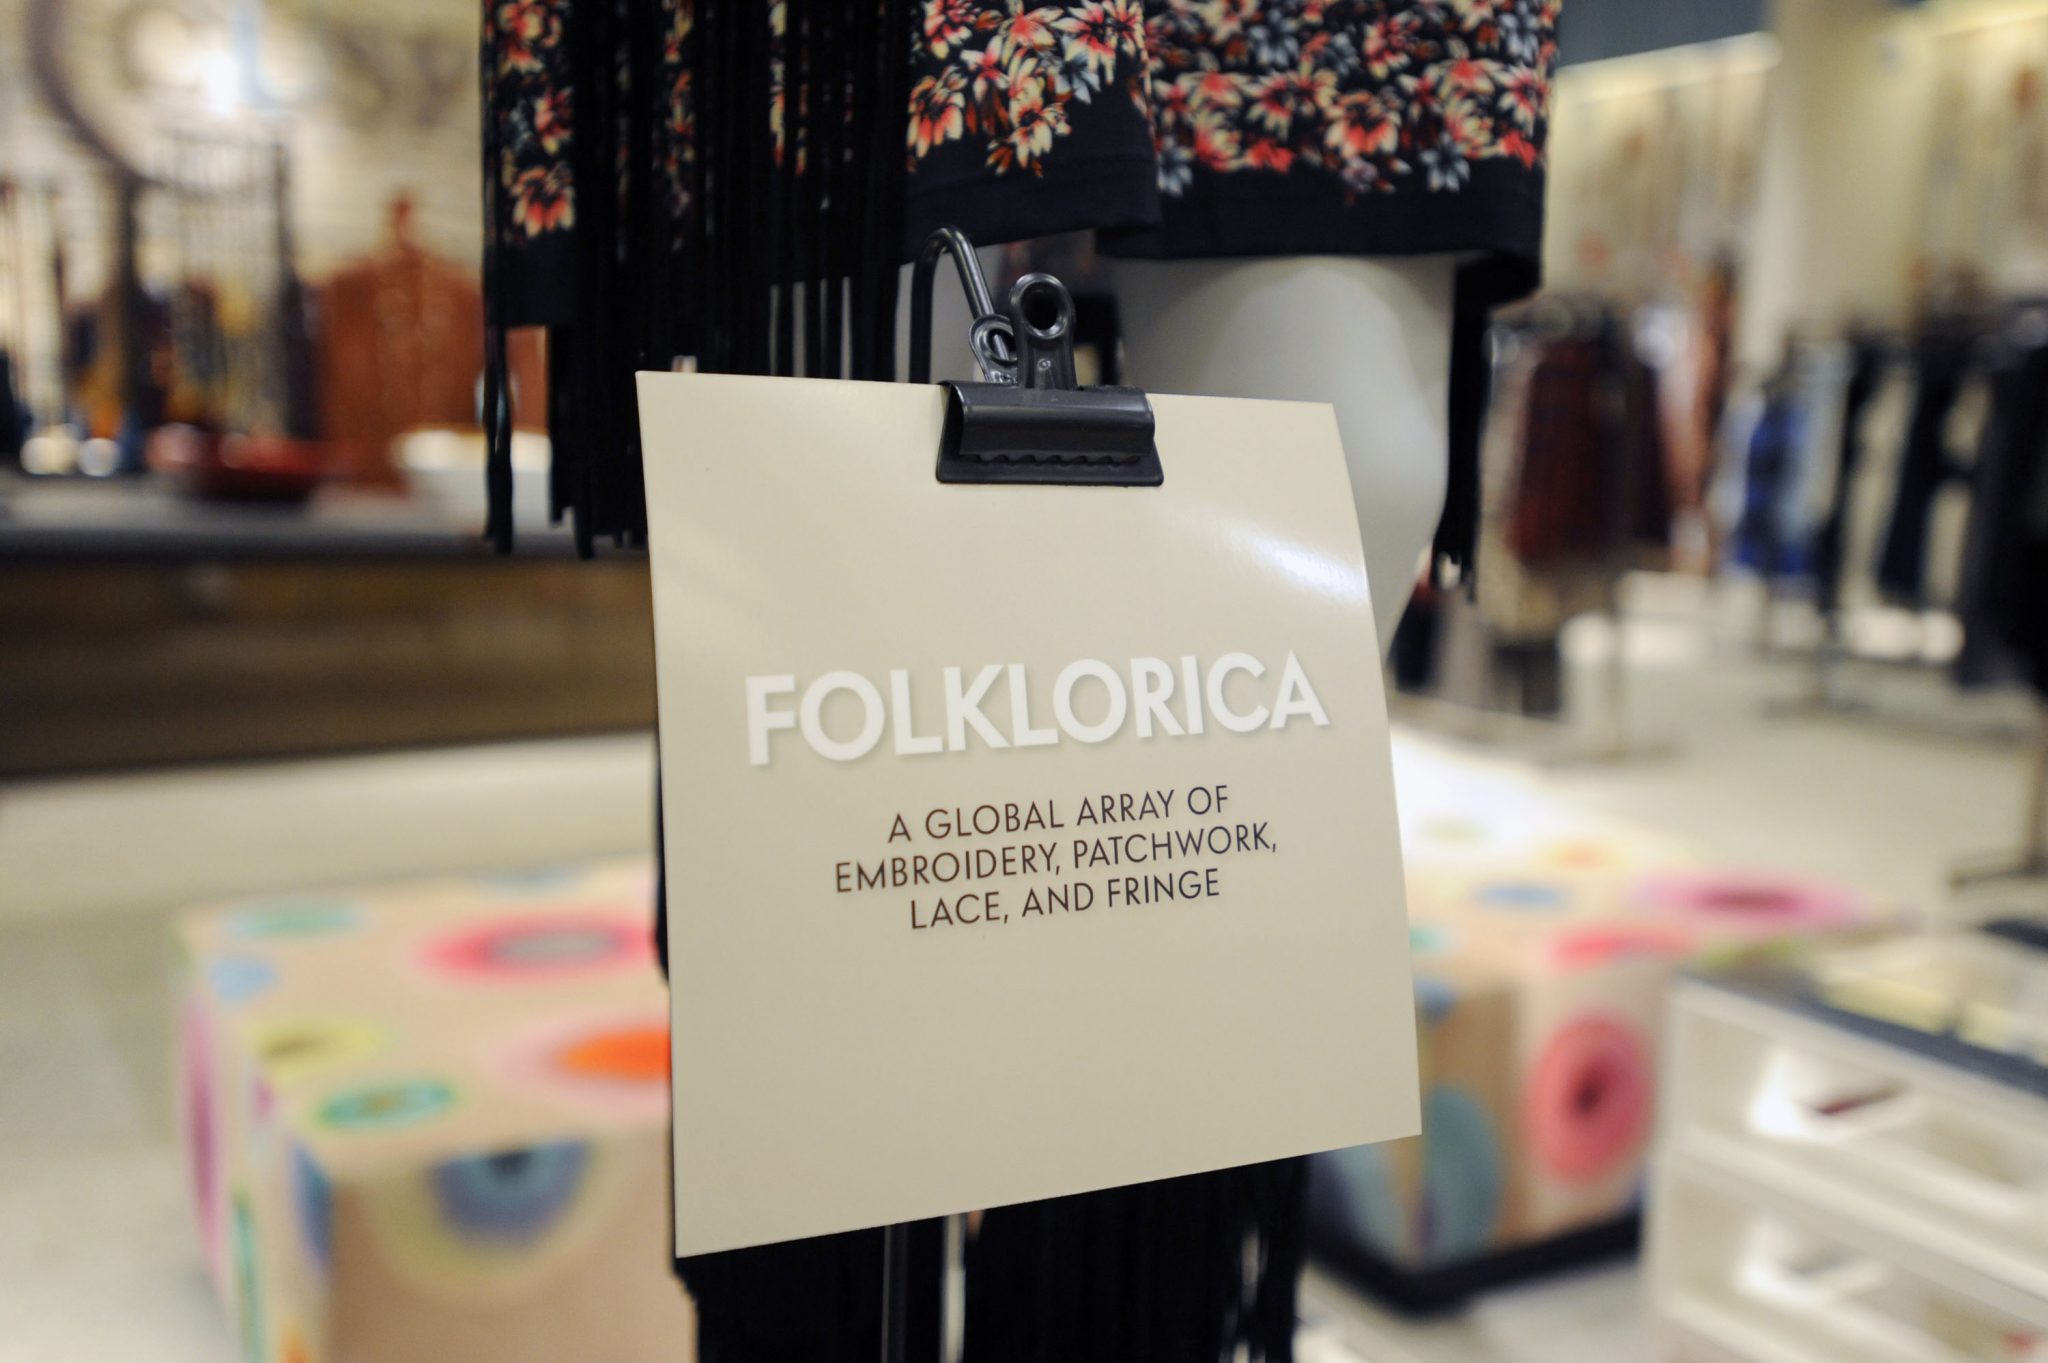 FOLKLORICA
A GLOBAL ARRAY OF
EMBROIDERY, PATCHWORK,
LACE, AND FRINGE